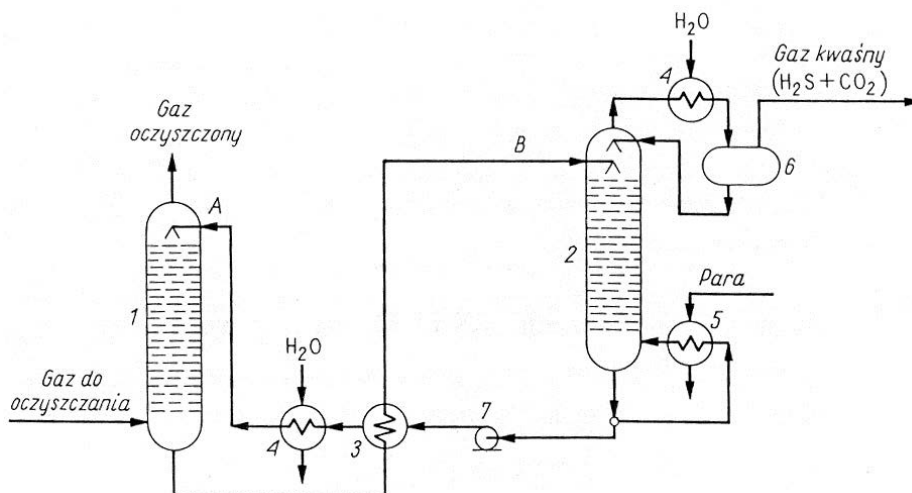 H₂O
Gaz kwaśny
(H₂S+CO₂)
4
Gaz
oczyszczony
B
6
A
2
Para
1
5
H₂O
Gaz do
oczyszczania
7
4
3